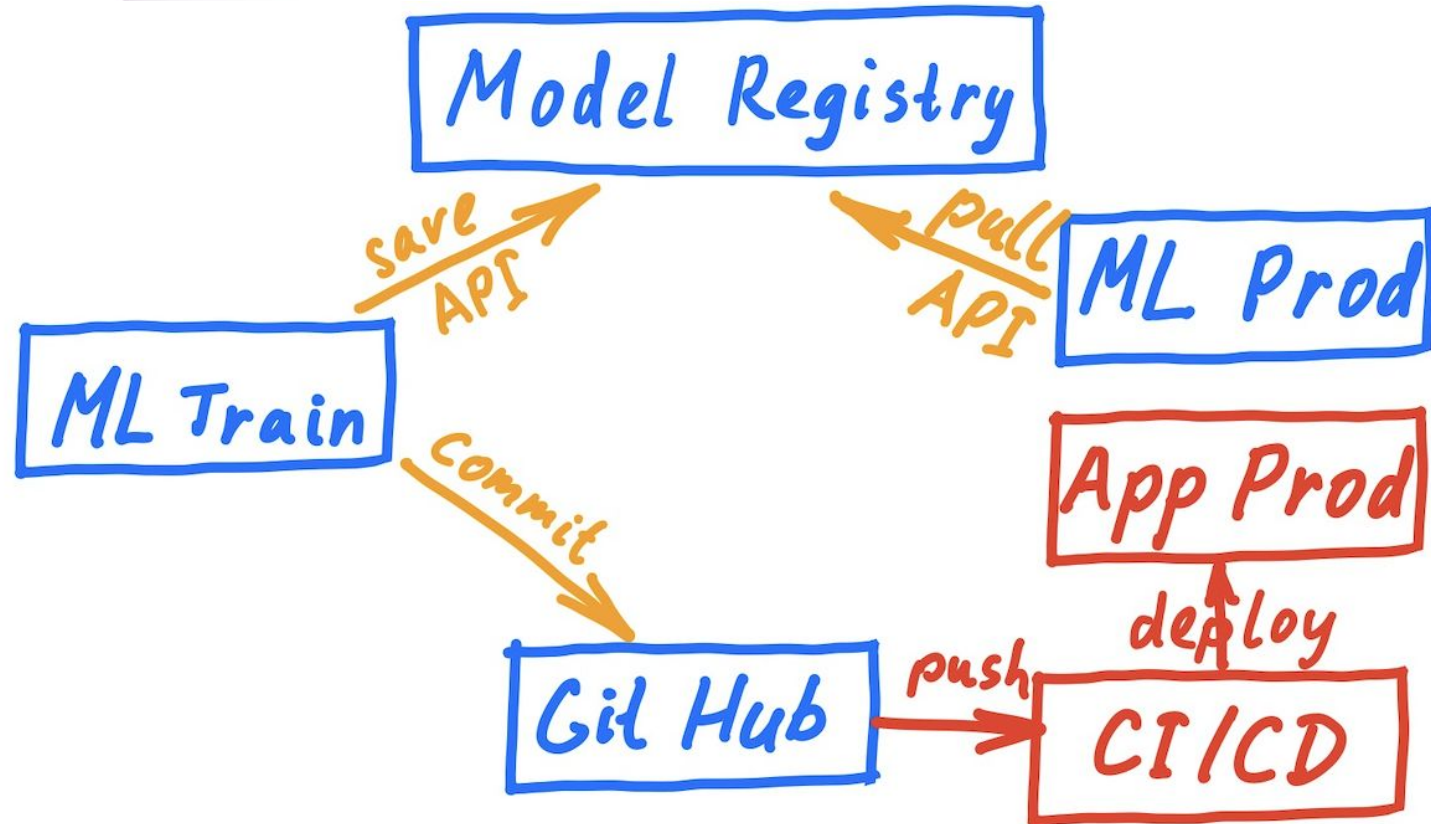 Model Registry
save
API
pull
API
ML Prod
ML Train
commit
App Prod
deploy
Git Hub
push
CI/CD